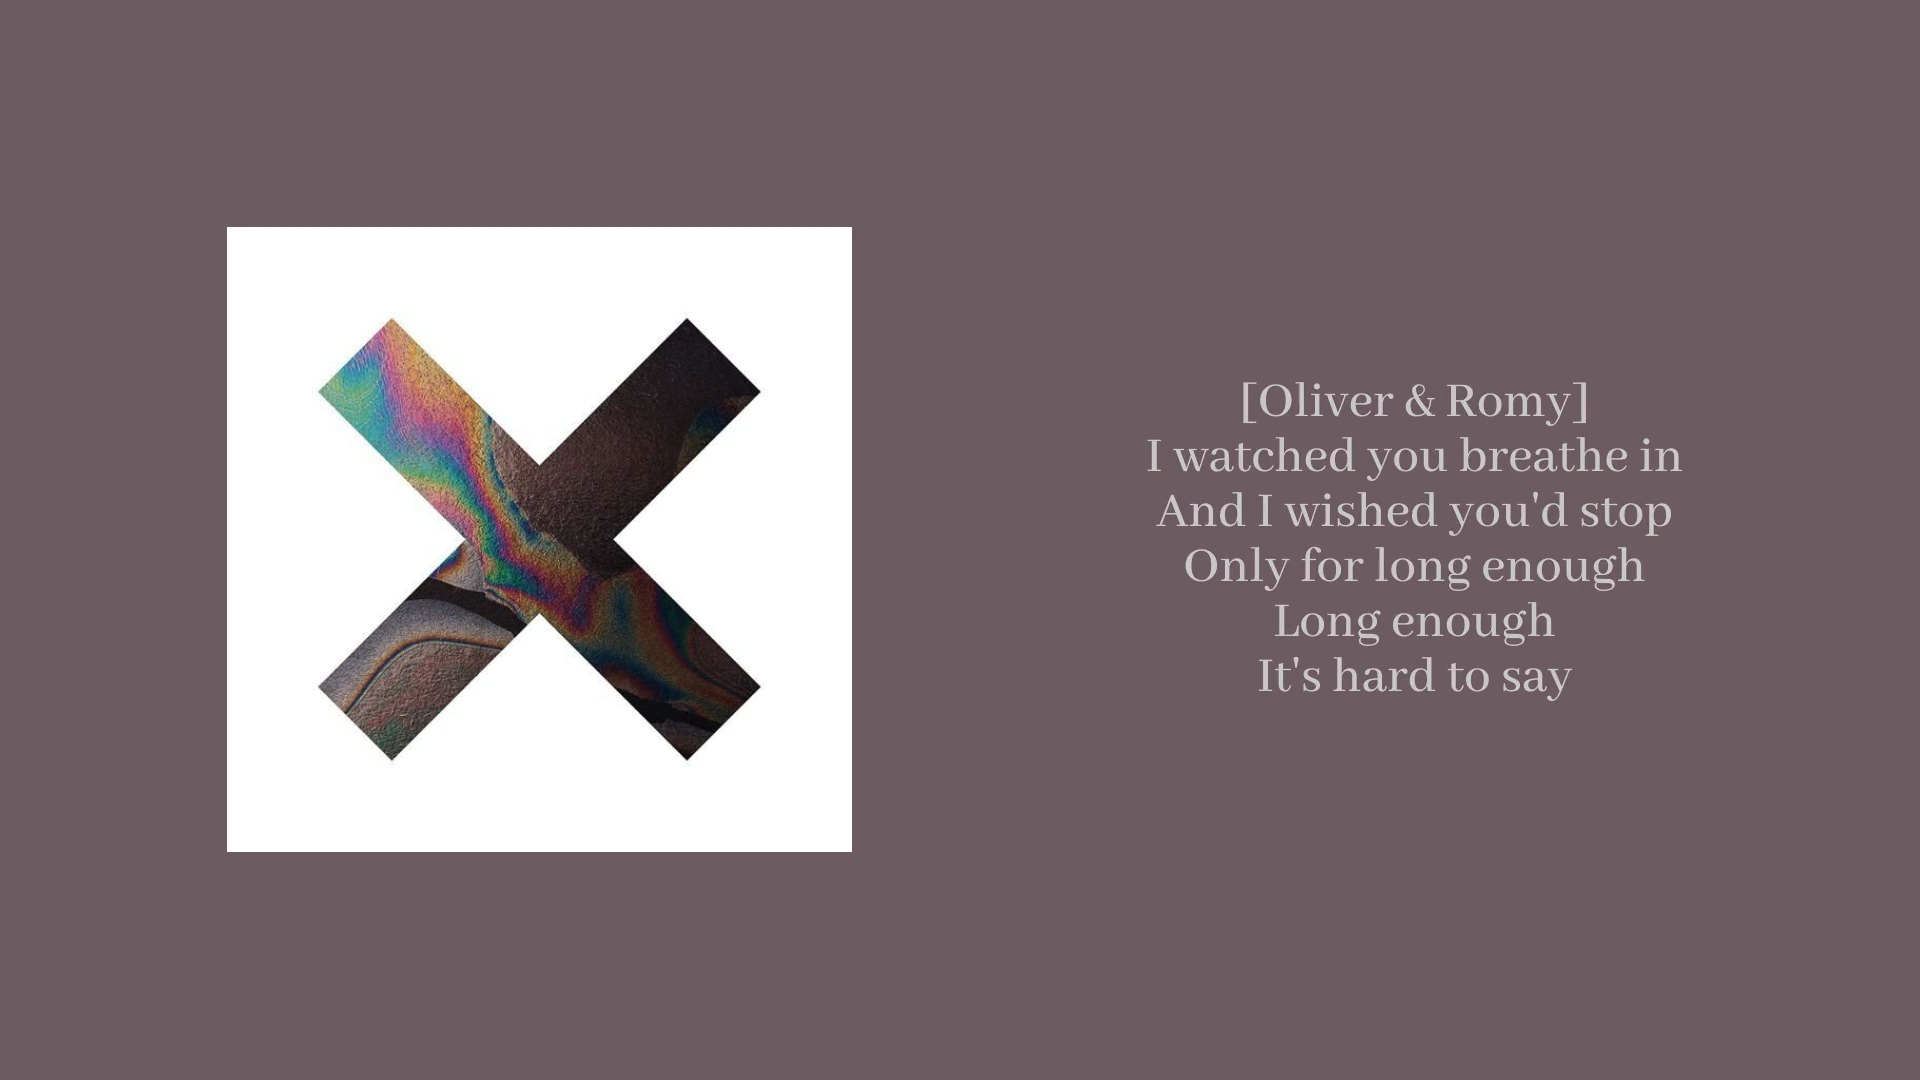 [Oliver & Romy]
I watched you breathe in
And I wished you'd stop
Only for long enough
Long enough
It's hard to say